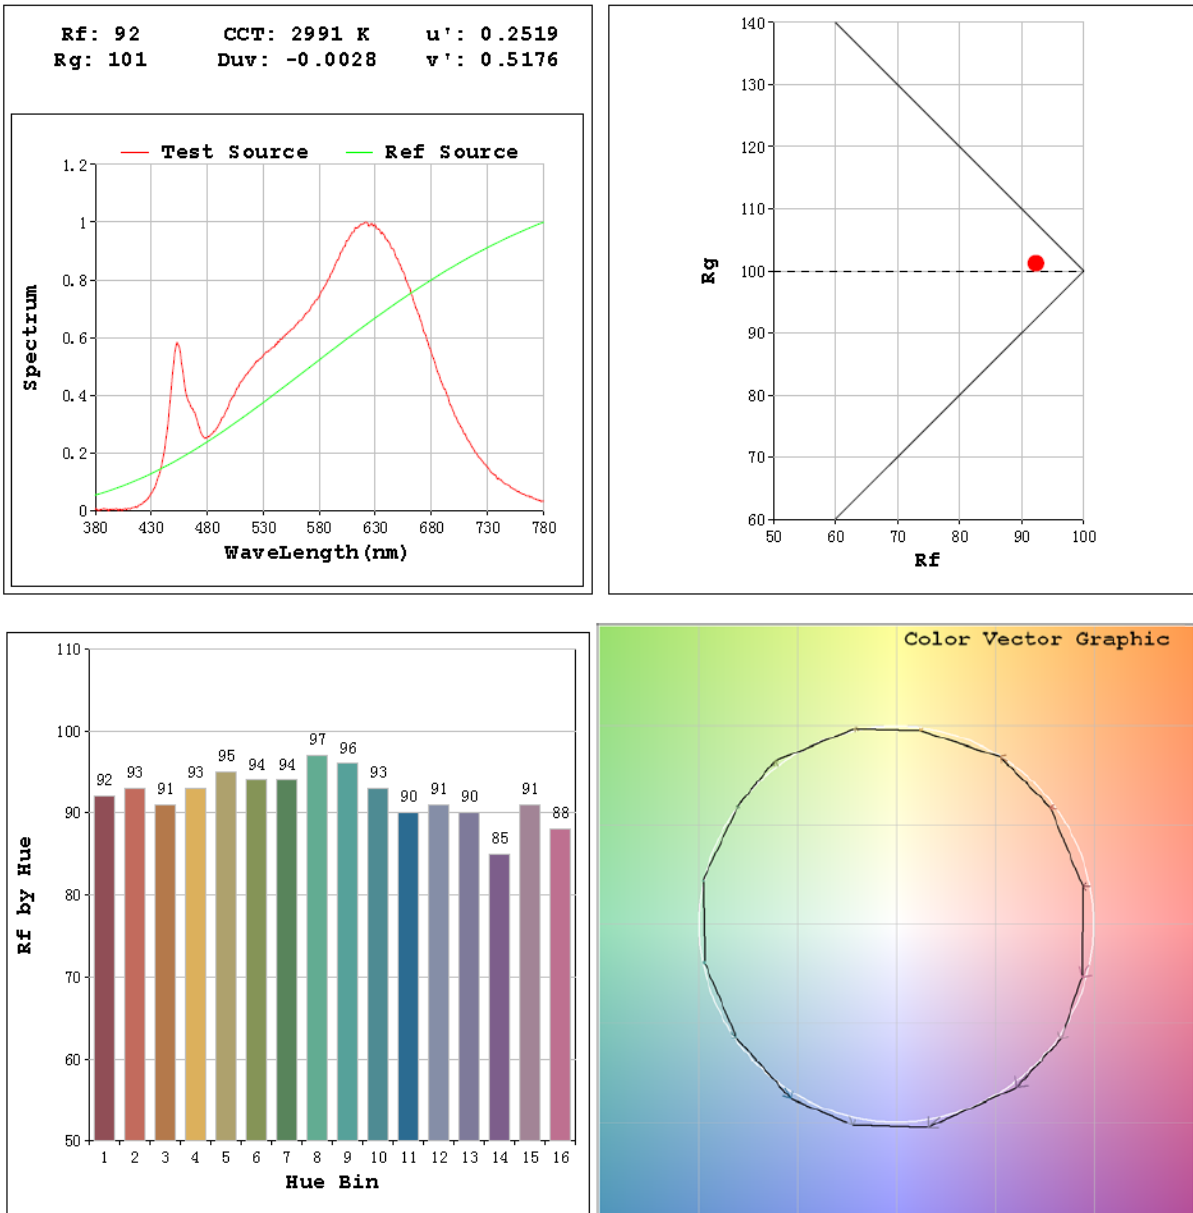 Rf: 92 CCT: 2991 K u': 0.2519
Rg: 101 Duv: -0.0028 v': 0.5176
Test Source Ref Source
1.2
1
0.8
0.6
0.4
0.2
0
Spectrum
380 430 480 530 580 630 680 730 780
WaveLength(nm)
140
130
120
110
100
90
80
70
60
Rg
50 60 70 80 90 100
Rf
110
100
90
80
70
60
50
Rf by Hue
92 93 91 93 95 94 94 97 96 93 90 91 90 85 91 88
1 2 3 4 5 6 7 8 9 10 11 12 13 14 15 16
Hue Bin
Color Vector Graphic